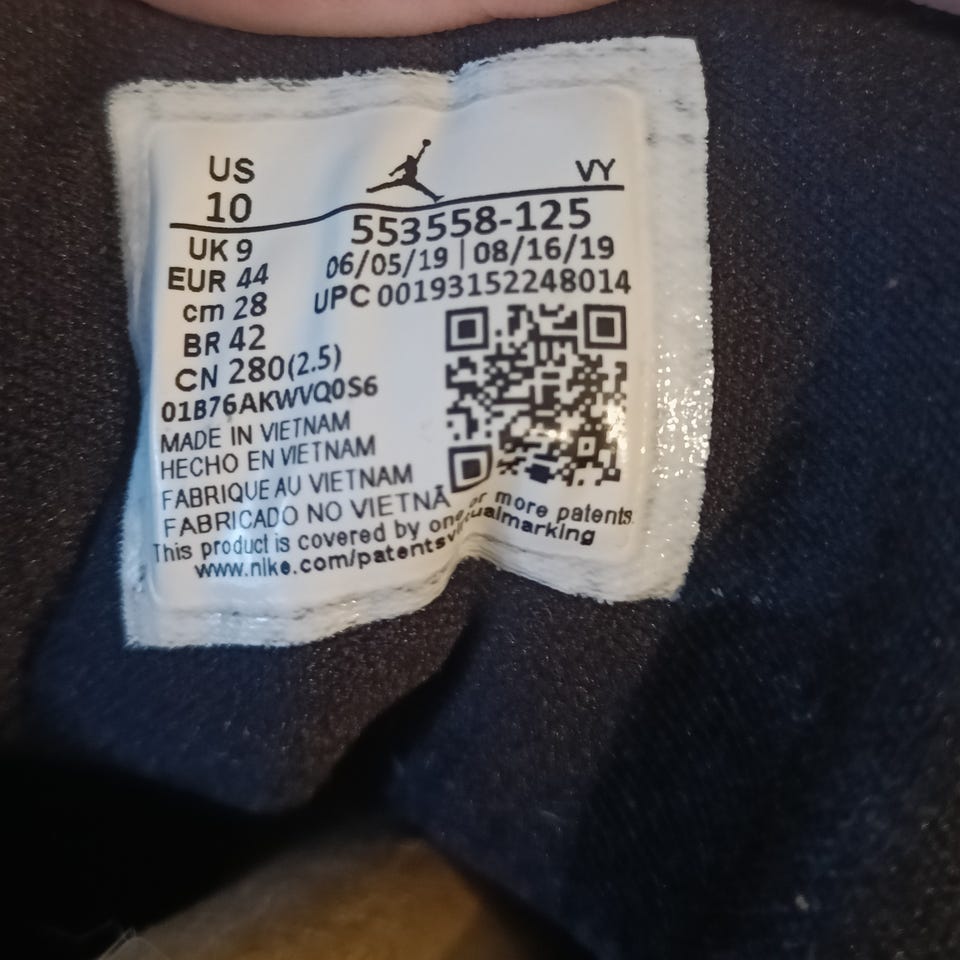 US
10
VY
553558-125
UK 9
06/05/19 | 08/16/19
EUR 44
UPC 00193152248014
cm 28
BR 42
CN 280(2.5)
01B76AKWVQ0S6
MADE IN VIETNAM
HECHO EN VIETNAM
FABRIQUE AU VIETNAM
FABRICADO NO VIETNÃ
This product is covered by one or more patents.
www.nike.com/patentsvirtualmarking